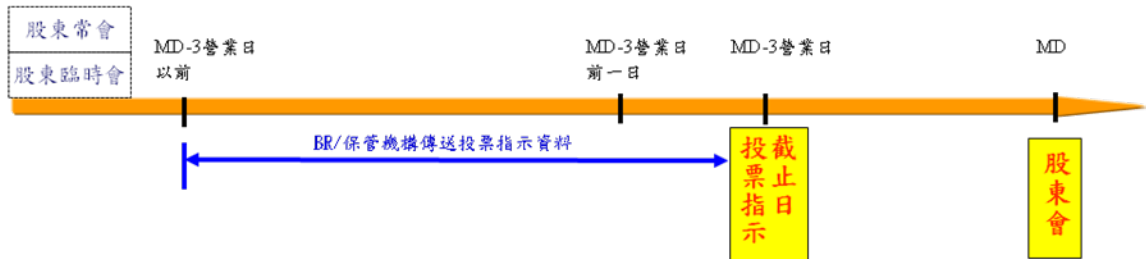 股東常會
股東臨時會
MD-3營業日
以前
MD-3營業日
前一日
MD-3營業日
MD
BR/保管機構傳送投票指示資料
截止日
投票指示
股東會